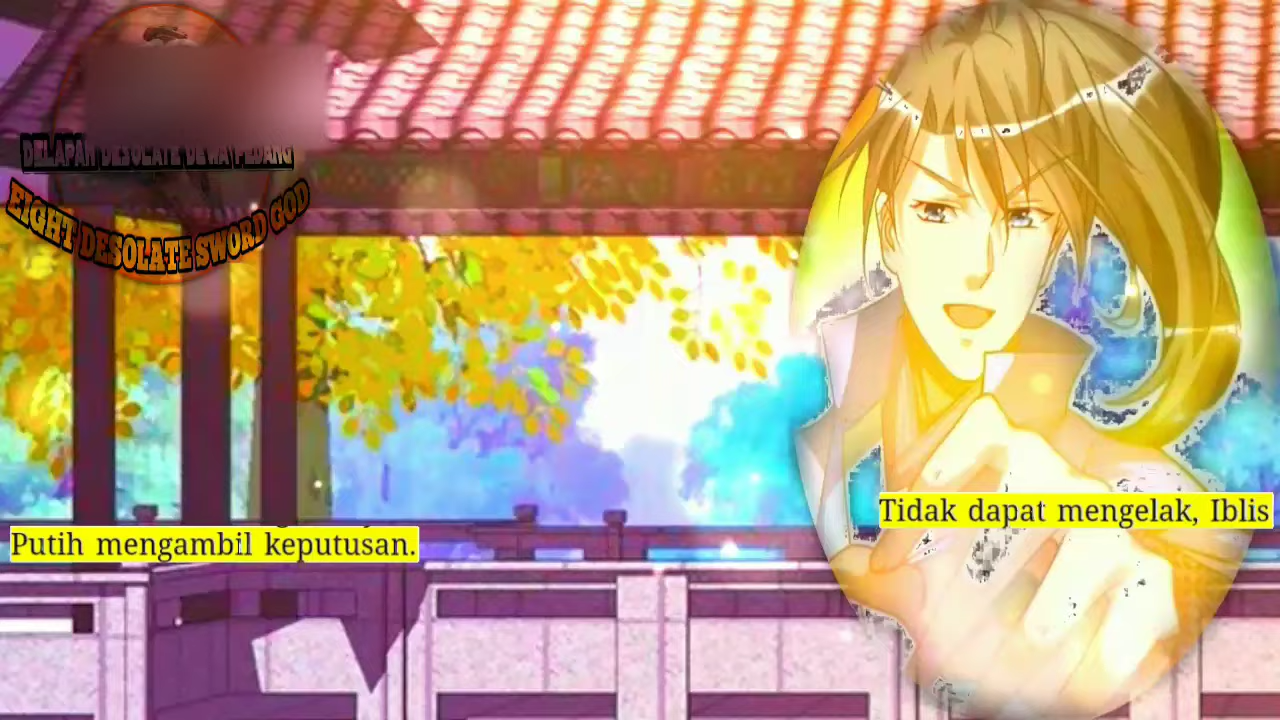 DELAPAN DESOLATE DEWA PEDANG
EIGHT DESOLATE SWORD GOD
Tidak dapat mengelak, Iblis
Putih mengambil keputusan.